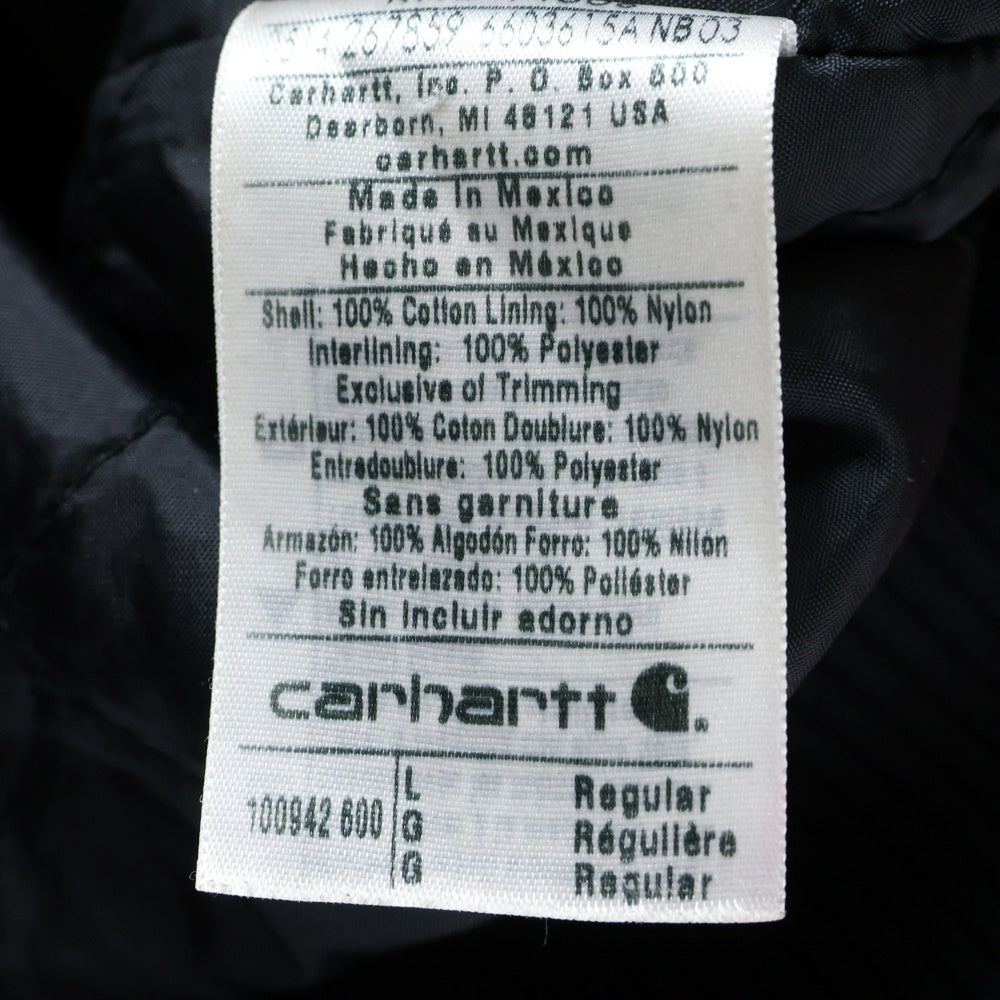 267859 6603615A NB03
Carhartt, Inc. P. O. Box 600
Dearborn, MI 48121 USA
carhartt.com
Made In Mexico
Fabriqué au Mexique
Hecho en México
Shell: 100% Cotton Lining: 100% Nylon
Interlining: 100% Polyester
Exclusive of Trimming
Extérieur: 100% Coton Doublure: 100% Nylon
Entredoublure: 100% Polyester
Sans garniture
Armazón: 100% Algodón Forro: 100% Nilón
Forro entrelazado: 100% Poliéster
Sin incluir adorno
carhartt
100942 600
L Regular
G Régulière
G Regular